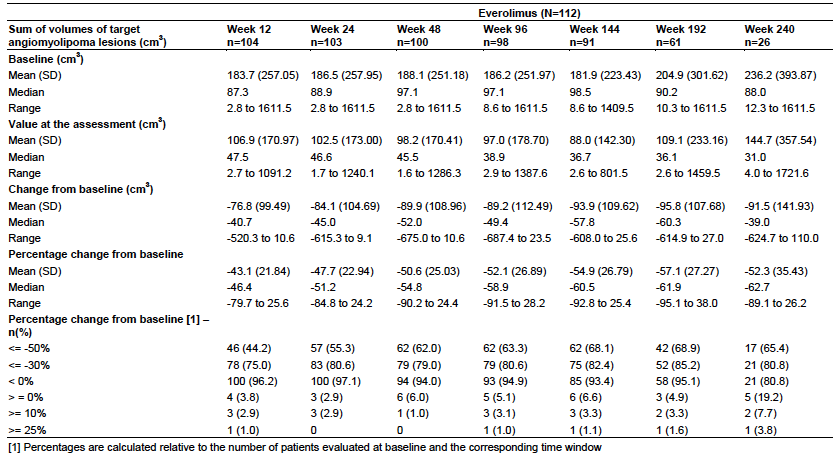 Everolimus (N=112)
Sum of volumes of target Week 12 Week 24 Week 48 Week 96 Week 144 Week 192 Week 240
angiomyolipoma lesions (cm³) n=104 n=103 n=100 n=98 n=91 n=61 n=26
Baseline (cm³)
Mean (SD) 183.7 (257.05) 186.5 (257.95) 188.1 (251.18) 186.2 (251.97) 181.9 (223.43) 204.9 (301.62) 236.2 (393.87)
Median 87.3 88.9 97.1 97.1 98.5 90.2 88.0
Range 2.8 to 1611.5 2.8 to 1611.5 2.8 to 1611.5 8.6 to 1611.5 8.6 to 1409.5 10.3 to 1611.5 12.3 to 1611.5
Value at the assessment (cm³)
Mean (SD) 106.9 (170.97) 102.5 (173.00) 98.2 (170.41) 97.0 (178.70) 88.0 (142.30) 109.1 (233.16) 144.7 (357.54)
Median 47.5 46.6 45.5 38.9 36.7 36.1 31.0
Range 2.7 to 1091.2 1.7 to 1240.1 1.6 to 1286.3 2.9 to 1387.6 2.6 to 801.5 2.6 to 1459.5 4.0 to 1721.6
Change from baseline (cm³)
Mean (SD) -76.8 (99.49) -84.1 (104.69) -89.9 (108.96) -89.2 (112.49) -93.9 (109.62) -95.8 (107.68) -91.5 (141.93)
Median -40.7 -45.0 -52.0 -49.4 -57.8 -60.3 -39.0
Range -520.3 to 10.6 -615.3 to 9.1 -675.0 to 10.6 -687.4 to 23.5 -608.0 to 25.6 -614.9 to 27.0 -624.7 to 110.0
Percentage change from baseline
Mean (SD) -43.1 (21.84) -47.7 (22.94) -50.6 (25.03) -52.1 (26.89) -54.9 (26.79) -57.1 (27.27) -52.3 (35.43)
Median -46.4 -51.2 -54.8 -58.9 -60.5 -61.9 -62.7
Range -79.7 to 25.6 -84.8 to 24.2 -90.2 to 24.4 -91.5 to 28.2 -92.8 to 25.4 -95.1 to 38.0 -89.1 to 26.2
Percentage change from baseline [1] –
n(%)
<= -50% 46 (44.2) 57 (55.3) 62 (62.0) 62 (63.3) 62 (68.1) 42 (68.9) 17 (65.4)
<= -30% 78 (75.0) 83 (80.6) 79 (79.0) 79 (80.6) 75 (82.4) 52 (85.2) 21 (80.8)
< 0% 100 (96.2) 100 (97.1) 94 (94.0) 93 (94.9) 85 (93.4) 58 (95.1) 21 (80.8)
> = 0% 4 (3.8) 3 (2.9) 6 (6.0) 5 (5.1) 6 (6.6) 3 (4.9) 5 (19.2)
>= 10% 3 (2.9) 3 (2.9) 1 (1.0) 3 (3.1) 3 (3.3) 2 (3.3) 2 (7.7)
>= 25% 1 (1.0) 0 0 1 (1.0) 1 (1.1) 1 (1.6) 1 (3.8)
[1] Percentages are calculated relative to the number of patients evaluated at baseline and the corresponding time window